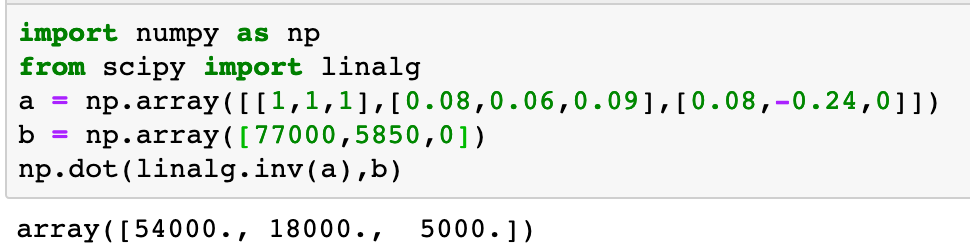 import numpy as np
from scipy import linalg
a = np.array([[1,1,1],[0.08,0.06,0.09],[0.08,-0.24,0]])
b = np.array([77000,5850,0])
np.dot(linalg.inv(a),b)
array([54000., 18000.,  5000.])